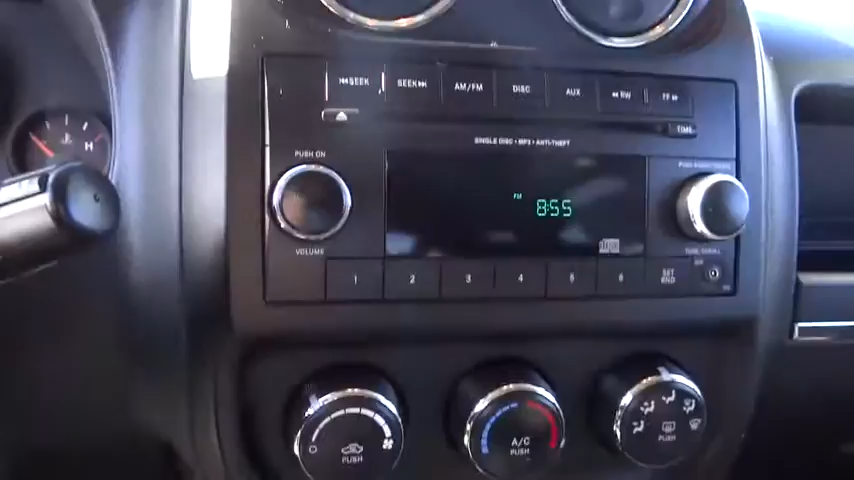 SEEK SEEK AM/FM DISC AUX RW FF
TIME
SINGLE DISC • MP3 • ANTI-THEFT
PUSH ON
FM
8:55
VOLUME
1 2 3 4 5 6 SET RND
H
A/C
PUSH PUSH PUSH